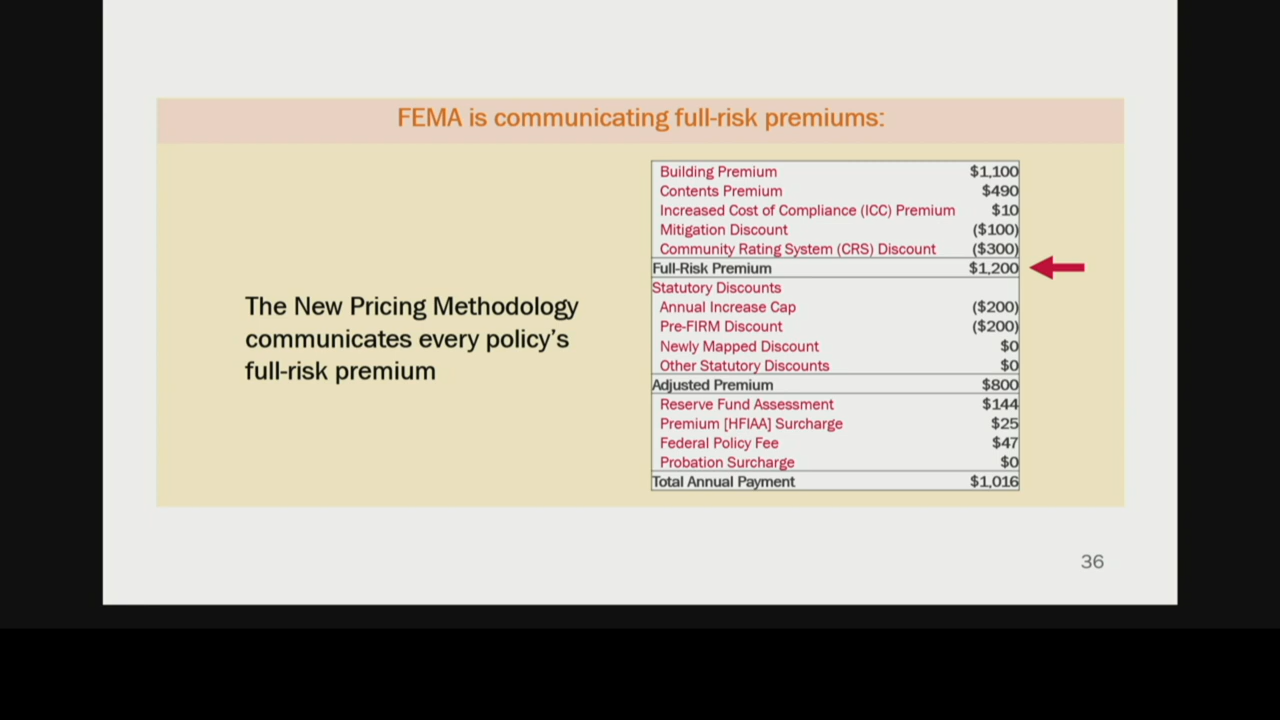 FEMA is communicating full-risk premiums:
The New Pricing Methodology
communicates every policy's
full-risk premium
Building Premium $1,100
Contents Premium $490
Increased Cost of Compliance (ICC) Premium $10
Mitigation Discount ($100)
Community Rating System (CRS) Discount ($300)
Full-Risk Premium $1,200
Statutory Discounts
Annual Increase Cap ($200)
Pre-FIRM Discount ($200)
Newly Mapped Discount $0
Other Statutory Discounts $0
Adjusted Premium $800
Reserve Fund Assessment $144
Premium [HFIAA] Surcharge $25
Federal Policy Fee $47
Probation Surcharge $0
Total Annual Payment $1,016
36